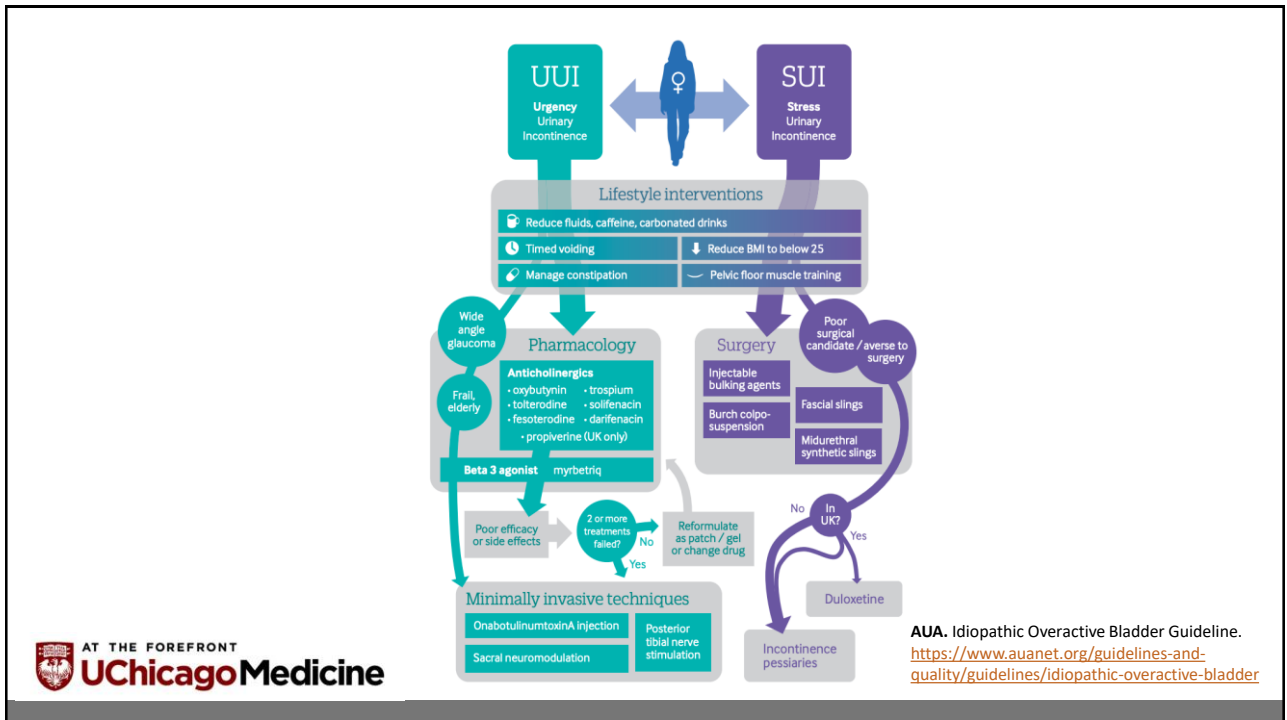 UUI
Urgency
Urinary
Incontinence
SUI
Stress
Urinary
Incontinence
Lifestyle interventions
Reduce fluids, caffeine, carbonated drinks
Timed voiding
Reduce BMI to below 25
Manage constipation
Pelvic floor muscle training
Wide
angle
glaucoma
Frail,
elderly
Pharmacology
Anticholinergics
• oxybutynin • trospium
• tolterodine • solifenacin
• fesoterodine • darifenacin
• propiverine (UK only)
Beta 3 agonist myrbetriq
Poor
surgical
candidate / averse to
surgery
Surgery
Injectable
bulking agents
Burch colpo-
suspension
Fascial slings
Midurethral
synthetic slings
Poor efficacy
or side effects
2 or more
treatments
failed?
No
Yes
Reformulate
as patch / gel
or change drug
No
In
UK?
Yes
Minimally invasive techniques
OnabotulinumtoxinA injection
Sacral neuromodulation
Posterior
tibial nerve
stimulation
Duloxetine
Incontinence
pessiaries
AT THE FOREFRONT
UChicago Medicine
AUA. Idiopathic Overactive Bladder Guideline.
https://www.auanet.org/guidelines-and-
quality/guidelines/idiopathic-overactive-bladder